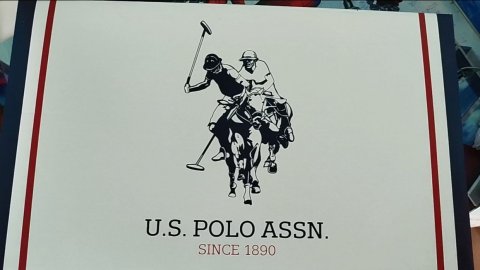 U.S. POLO ASSN.
SINCE 1890